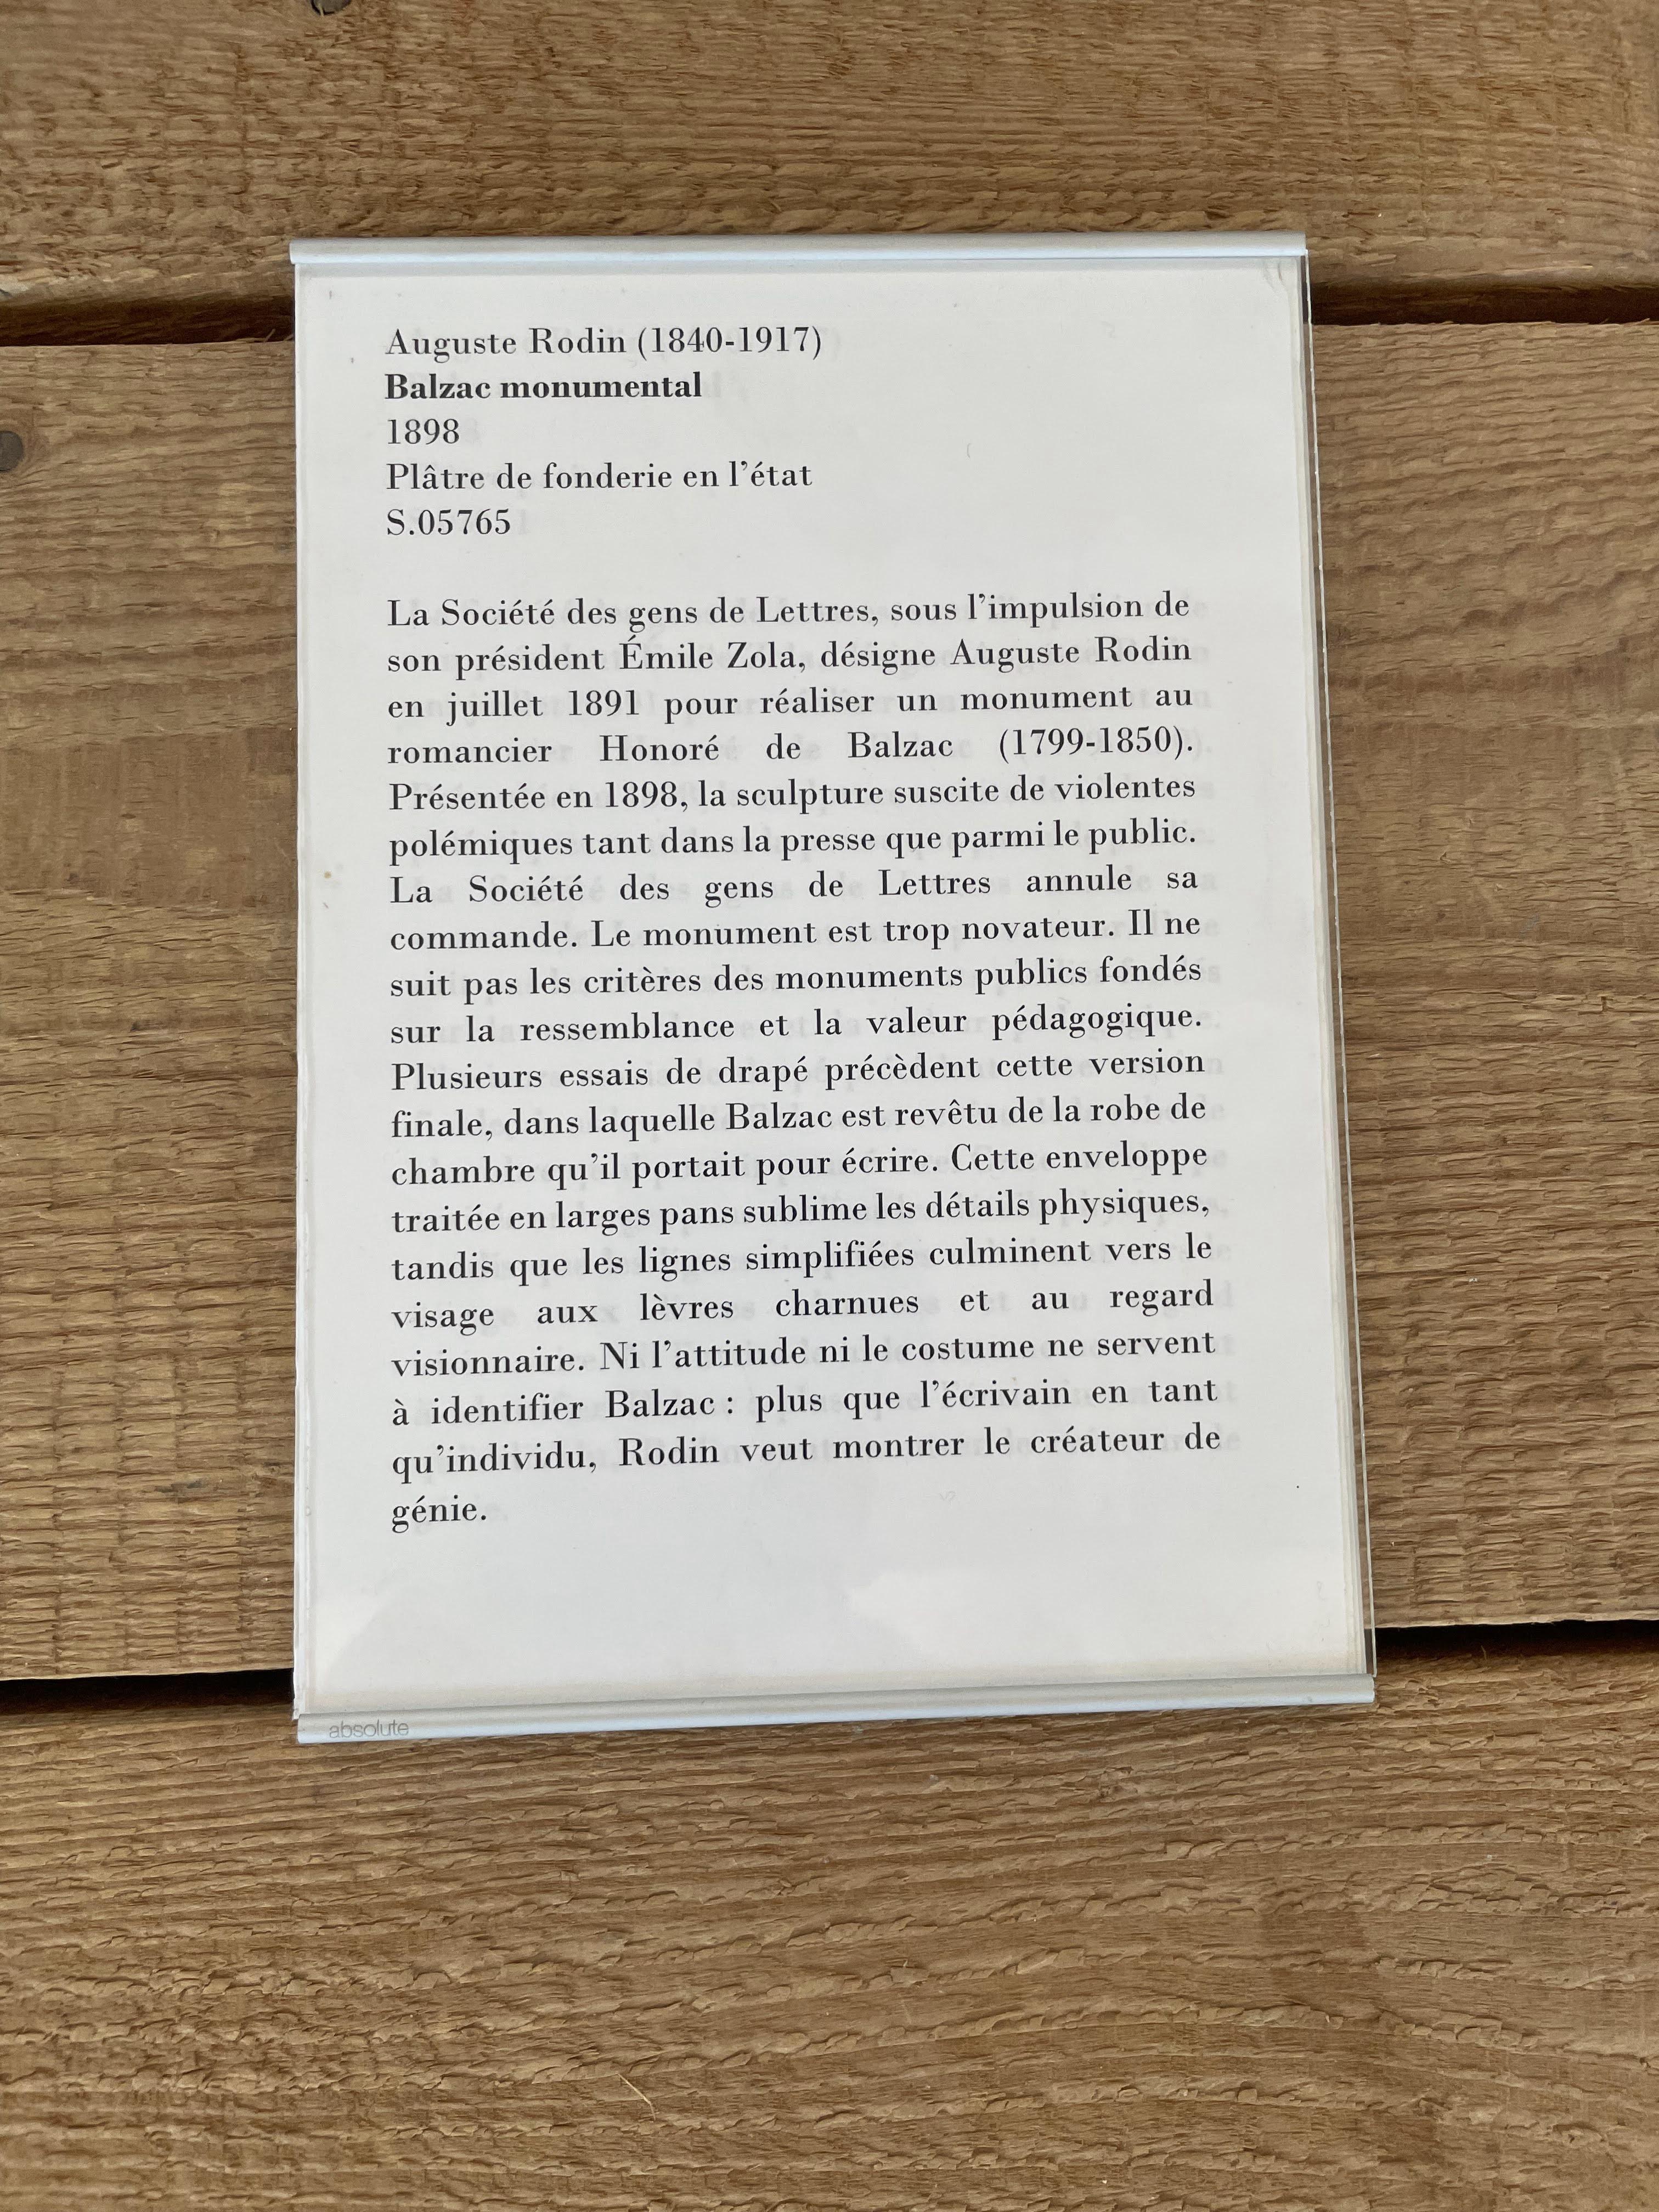 Auguste Rodin (1840-1917)
Balzac monumental
1898
Plâtre de fonderie en l'état
S.05765
La Société des gens de Lettres, sous l'impulsion de
son président Émile Zola, désigne Auguste Rodin
en juillet 1891 pour réaliser un monument au
romancier Honoré de Balzac (1799-1850).
Présentée en 1898, la sculpture suscite de violentes
polémiques tant dans la presse que parmi le public.
La Société des gens de Lettres annule sa
commande. Le monument est trop novateur. Il ne
suit pas les critères des monuments publics fondés
sur la ressemblance et la valeur pédagogique.
Plusieurs essais de drapé précèdent cette version
finale, dans laquelle Balzac est revêtu de la robe de
chambre qu'il portait pour écrire. Cette enveloppe
traitée en larges pans sublime les détails physiques,
tandis que les lignes simplifiées culminent vers le
visage aux lèvres charnues et au regard
visionnaire. Ni l'attitude ni le costume ne servent
à identifier Balzac : plus que l'écrivain en tant
qu'individu, Rodin veut montrer le créateur de
génie.
absolute